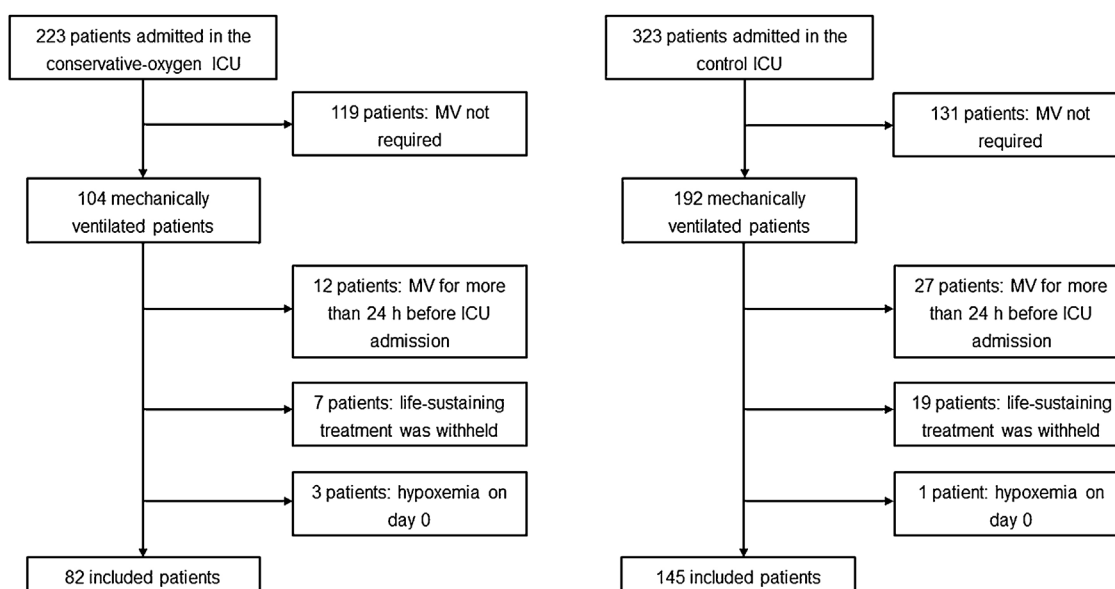 223 patients admitted in the
conservative-oxygen ICU
119 patients: MV not
required
104 mechanically
ventilated patients
12 patients: MV for more
than 24 h before ICU
admission
7 patients: life-sustaining
treatment was withheld
3 patients: hypoxemia on
day 0
82 included patients
323 patients admitted in the
control ICU
131 patients: MV not
required
192 mechanically
ventilated patients
27 patients: MV for more
than 24 h before ICU
admission
19 patients: life-sustaining
treatment was withheld
1 patient: hypoxemia on
day 0
145 included patients